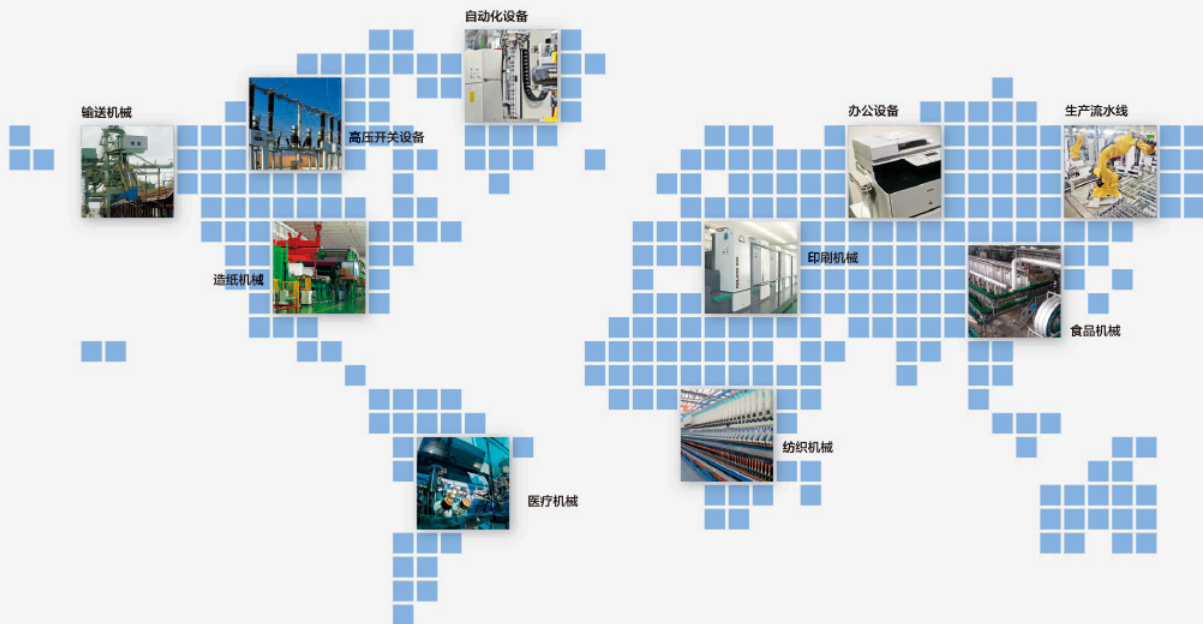 自动化设备
输送机械
高压开关设备
办公设备
生产流水线
造纸机械
印刷机械
食品机械
纺织机械
医疗机械